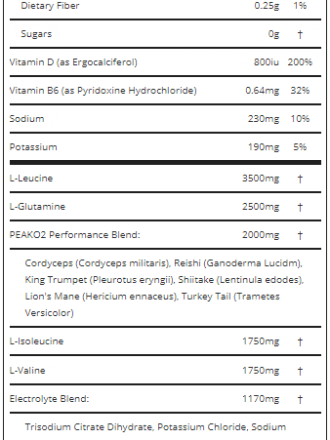 Dietary Fiber 0.25g 1%
Sugars 0g †
Vitamin D (as Ergocalciferol) 800iu 200%
Vitamin B6 (as Pyridoxine Hydrochloride) 0.64mg 32%
Sodium 230mg 10%
Potassium 190mg 5%
L-Leucine 3500mg †
L-Glutamine 2500mg †
PEAKO2 Performance Blend: 2000mg †
Cordyceps (Cordyceps militaris), Reishi (Ganoderma Lucidm),
King Trumpet (Pleurotus eryngii), Shiitake (Lentinula edodes),
Lion's Mane (Hericium ennaceus), Turkey Tail (Trametes
Versicolor)
L-Isoleucine 1750mg †
L-Valine 1750mg †
Electrolyte Blend: 1170mg †
Trisodium Citrate Dihydrate, Potassium Chloride, Sodium